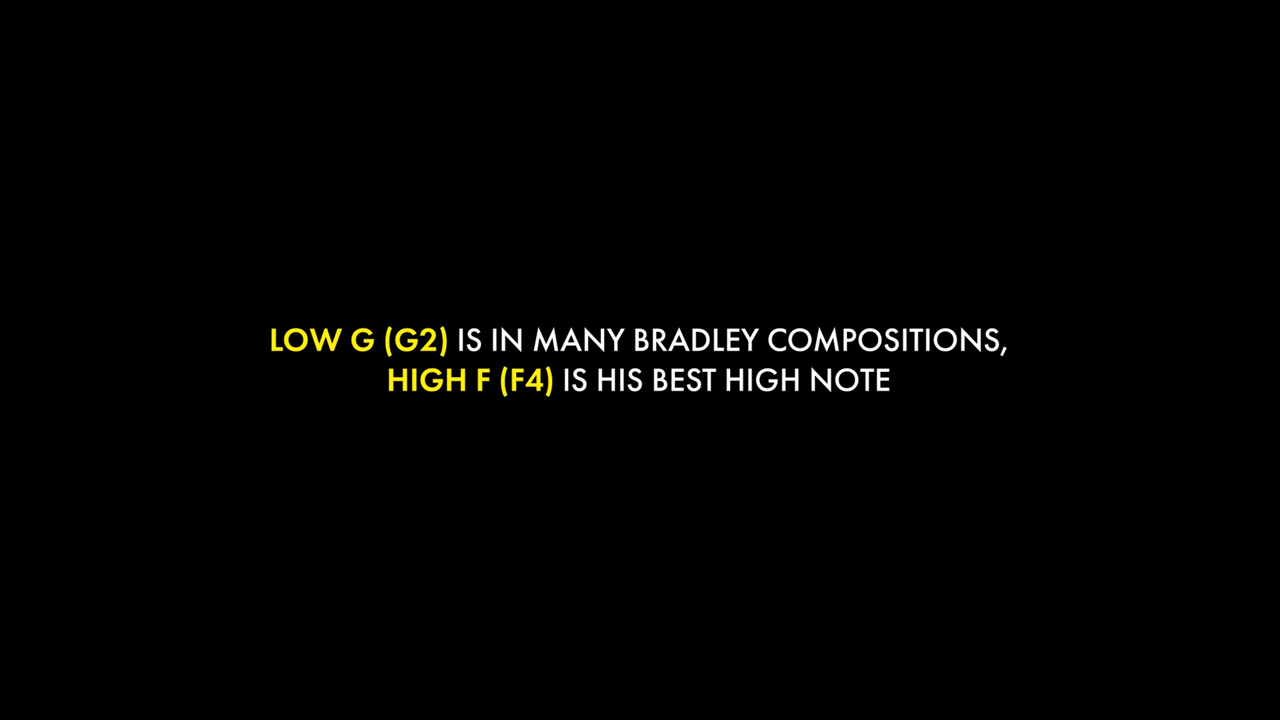 LOW G (G2) IS IN MANY BRADLEY COMPOSITIONS,
HIGH F (F4) IS HIS BEST HIGH NOTE